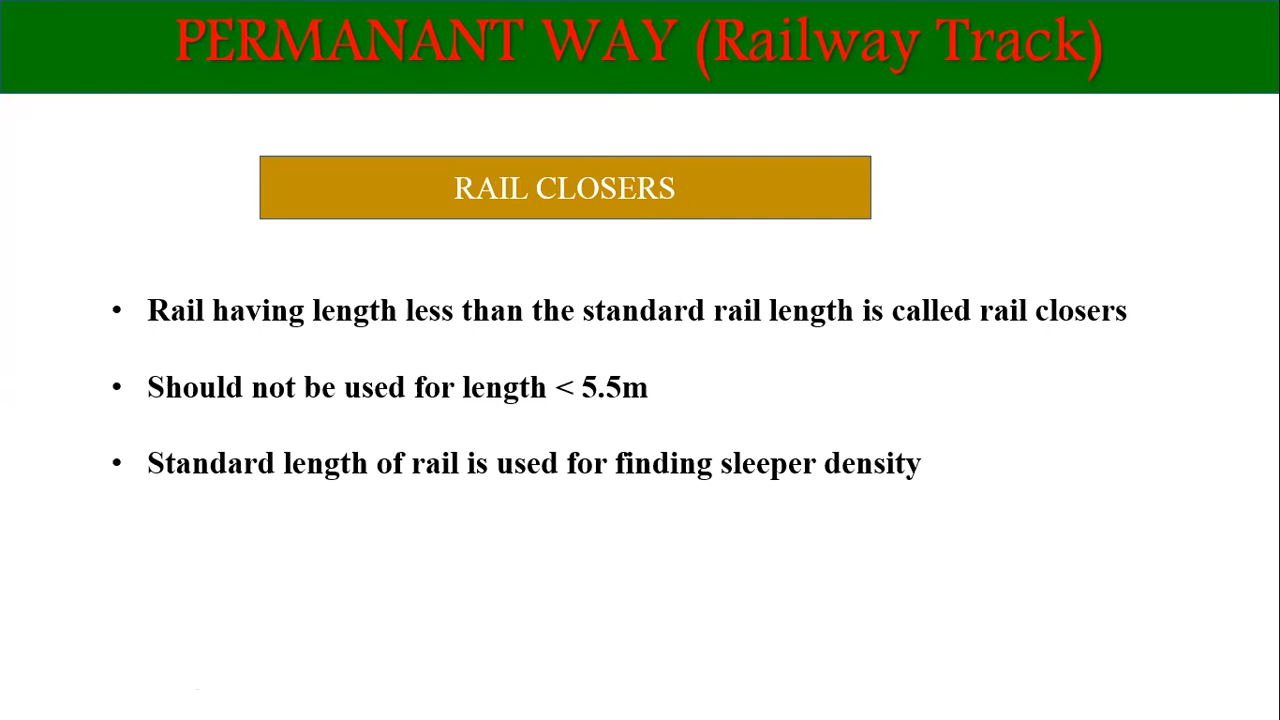 PERMANANT WAY (Railway Track)
RAIL CLOSERS
• Rail having length less than the standard rail length is called rail closers
• Should not be used for length < 5.5m
• Standard length of rail is used for finding sleeper density